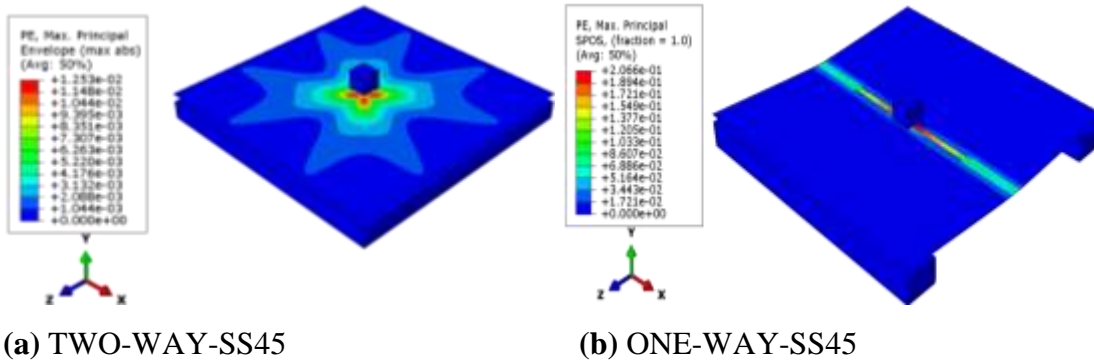 PE, Max. Principal
Envelope (max abs)
(Avg: 50%)
+1.253e-02
+1.148e-02
+1.044e-02
+9.395e-03
+8.351e-03
+7.307e-03
+6.263e-03
+5.220e-03
+4.176e-03
+3.132e-03
+2.088e-03
+1.044e-03
+0.000e+00
Y
Z
X
PE, Max. Principal
SPOS, (fraction = 1.0)
(Avg: 50%)
+2.066e-01
+1.894e-01
+1.721e-01
+1.549e-01
+1.377e-01
+1.205e-01
+1.033e-01
+8.607e-02
+6.886e-02
+5.164e-02
+3.443e-02
+1.721e-02
+0.000e+00
Y
Z
X
(a) TWO-WAY-SS45
(b) ONE-WAY-SS45